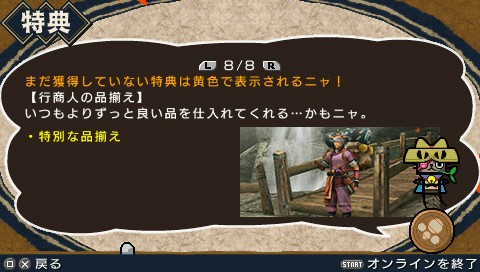 特典
L 8/8 R
まだ獲得していない特典は黄色で表示されるニャ！
【行商人の品揃え】
いつもよりずっと良い品を仕入れてくれる…かもニャ。
・特別な品揃え
戻る
START オンラインを終了